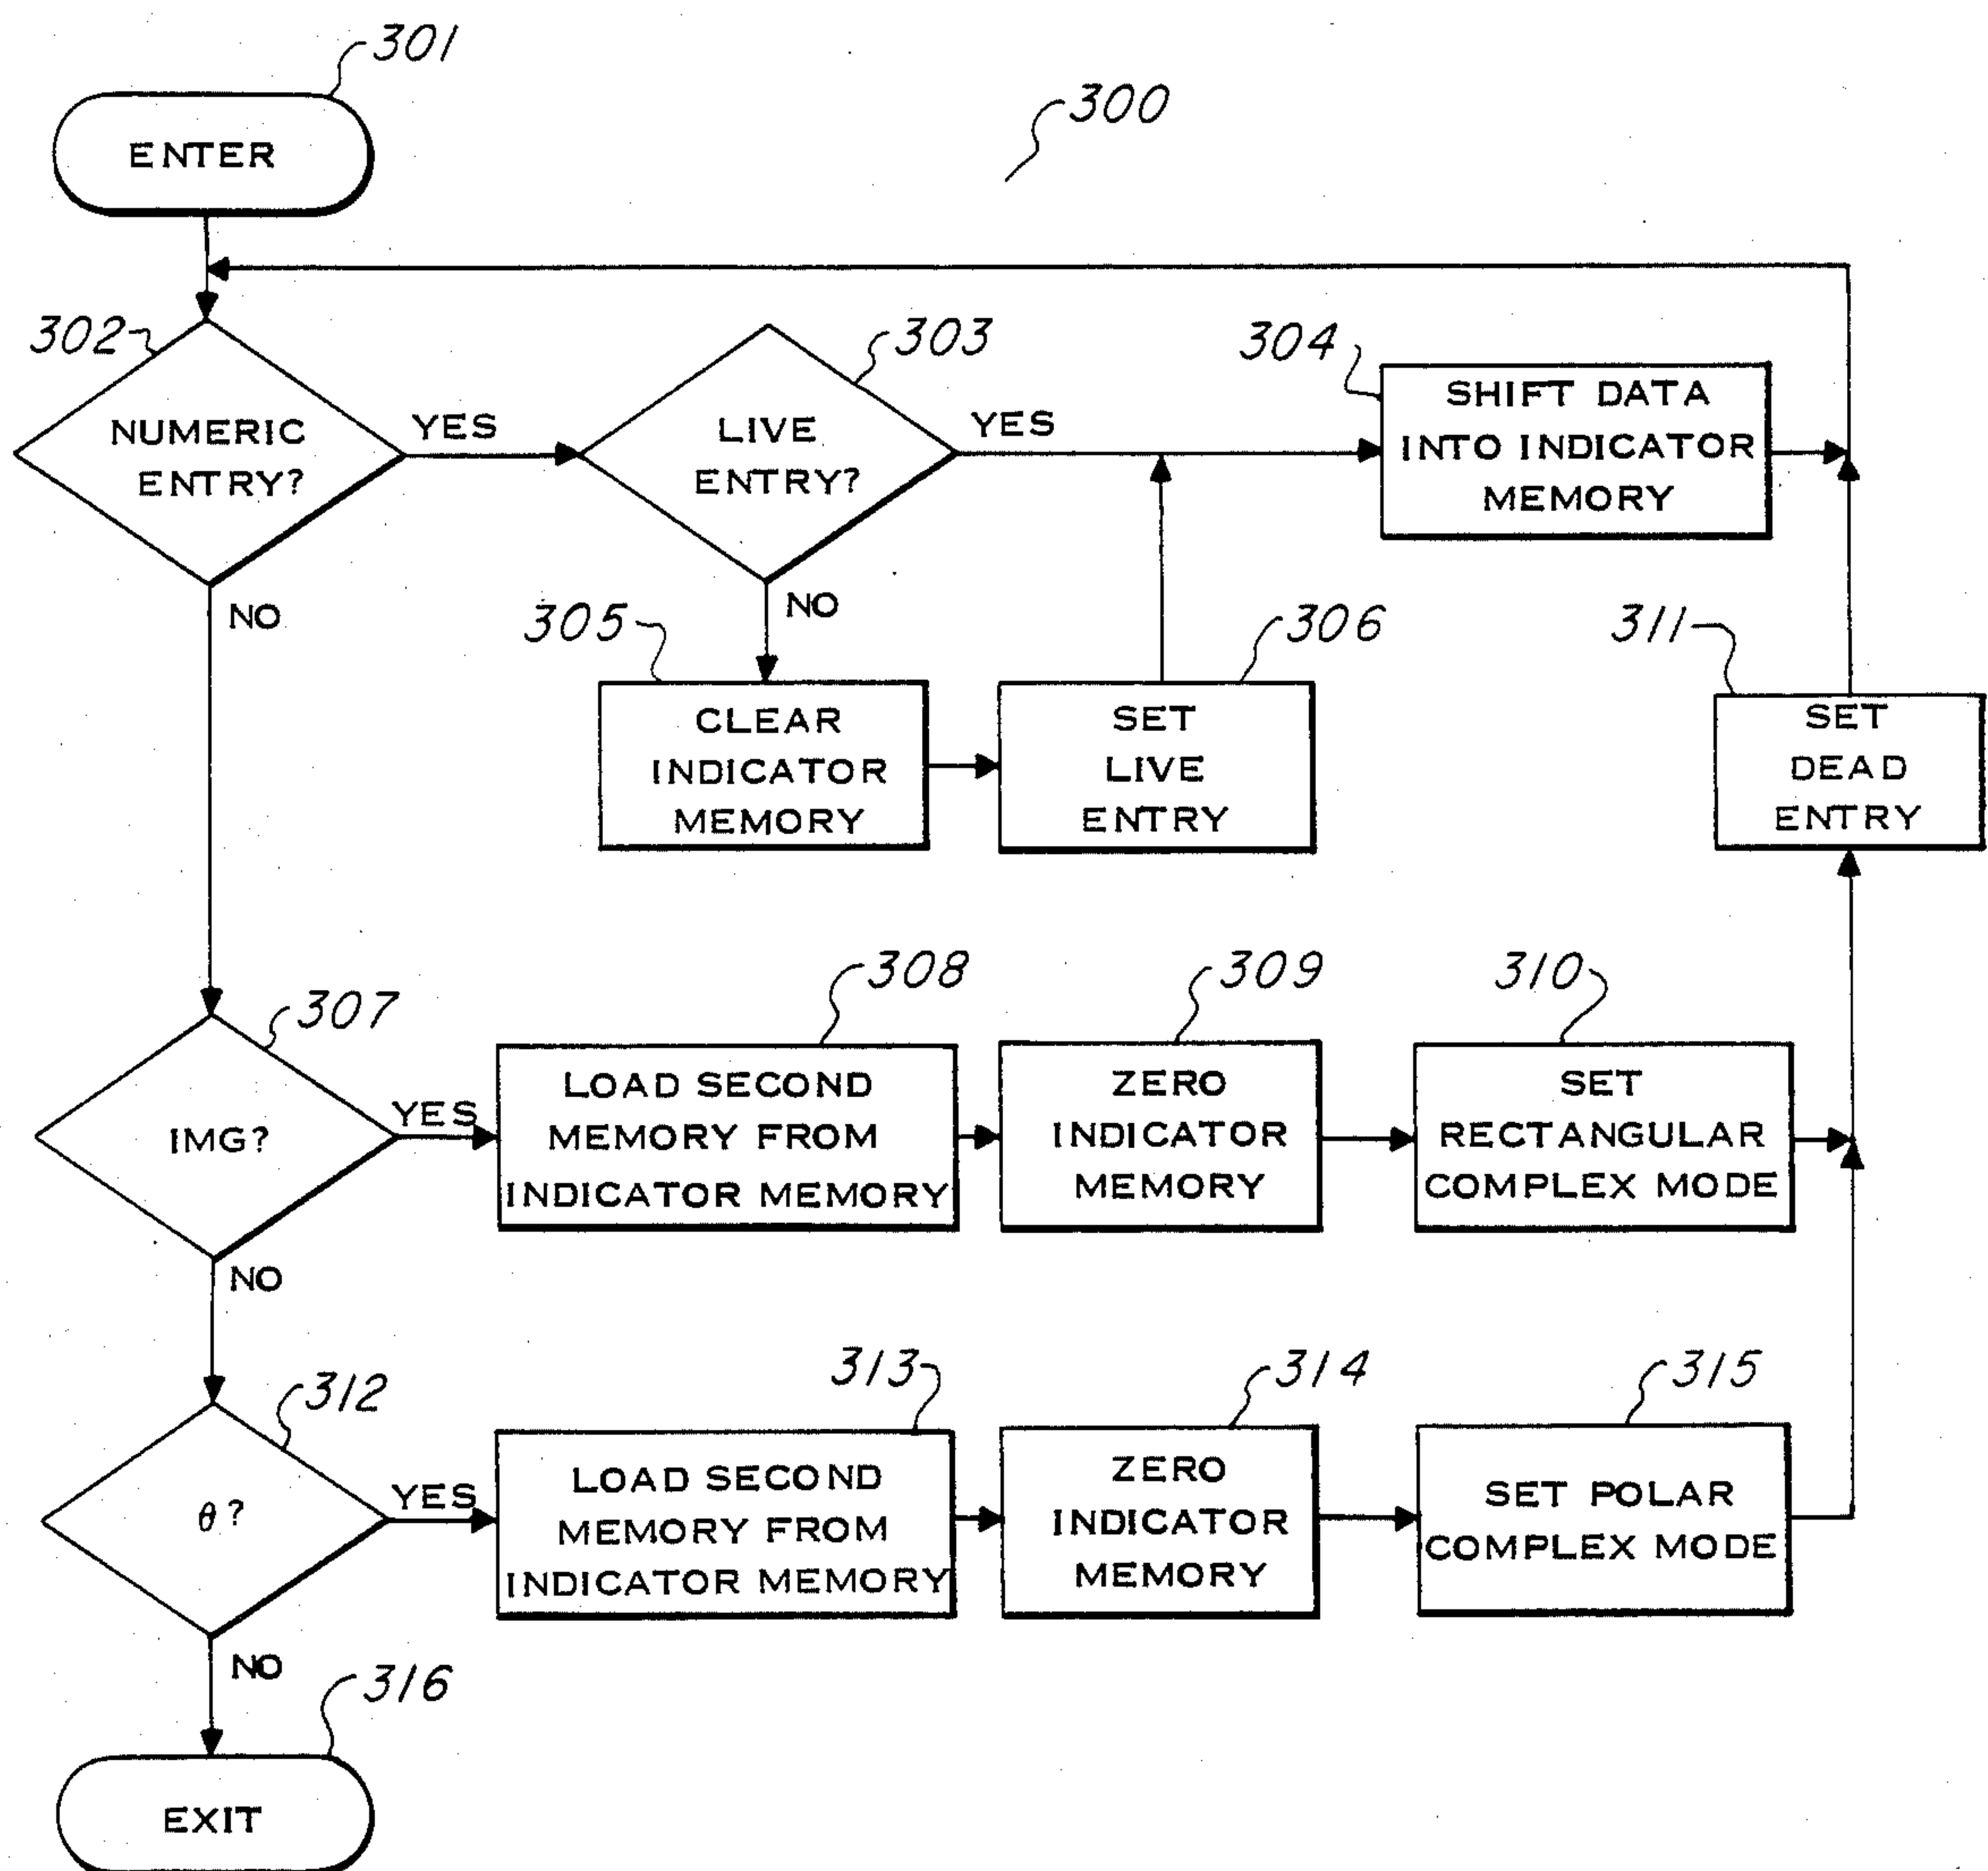 301
300
ENTER
302
303
304
NUMERIC
ENTRY?
YES
LIVE
ENTRY?
YES
SHIFT DATA
INTO INDICATOR
MEMORY
NO
NO
305
306
311
CLEAR
INDICATOR
MEMORY
SET
LIVE
ENTRY
SET
DEAD
ENTRY
307
308
309
310
IMG?
YES
LOAD SECOND
MEMORY FROM
INDICATOR MEMORY
ZERO
INDICATOR
MEMORY
SET
RECTANGULAR
COMPLEX MODE
NO
312
313
314
315
θ?
YES
LOAD SECOND
MEMORY FROM
INDICATOR MEMORY
ZERO
INDICATOR
MEMORY
SET POLAR
COMPLEX MODE
NO
316
EXIT